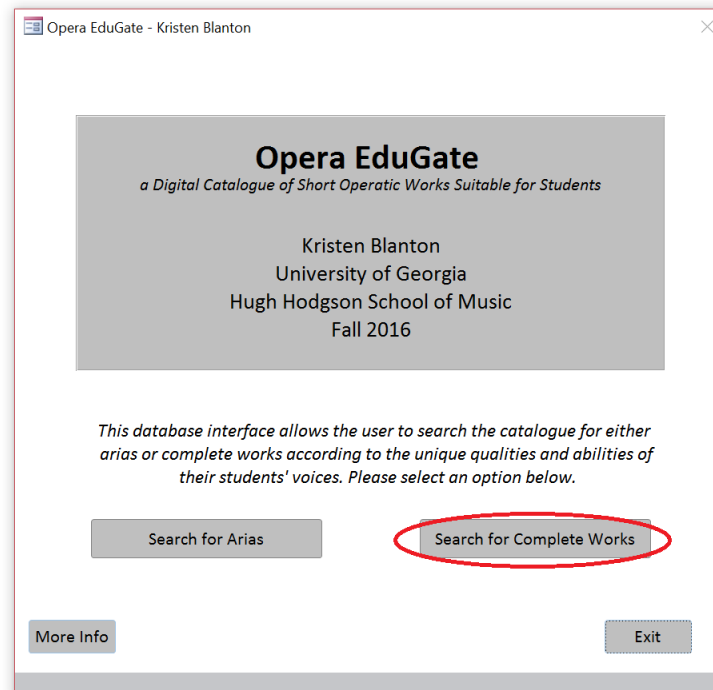 Opera EduGate - Kristen Blanton
Opera EduGate
a Digital Catalogue of Short Operatic Works Suitable for Students
Kristen Blanton
University of Georgia
Hugh Hodgson School of Music
Fall 2016
This database interface allows the user to search the catalogue for either
arias or complete works according to the unique qualities and abilities of
their students' voices. Please select an option below.
Search for Arias
Search for Complete Works
More Info
Exit